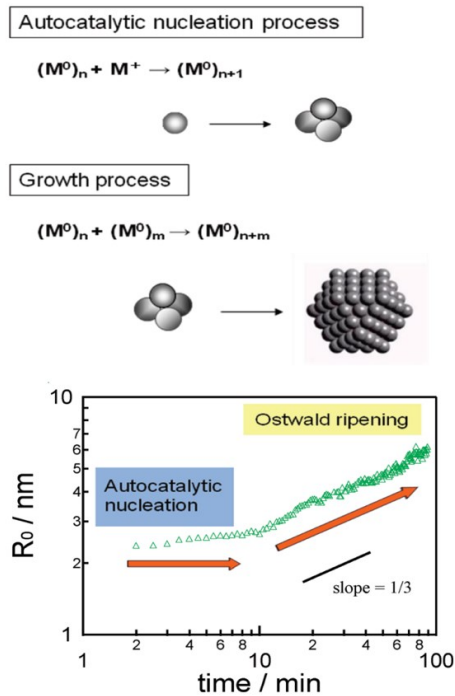 Autocatalytic nucleation process
(M⁰)ₙ + M⁺ → (M⁰)ₙ₊₁
Growth process
(M⁰)ₙ + (M⁰)ₘ → (M⁰)ₙ₊ₘ
10
7
6
5
4
3
2
1
R₀ / nm
Ostwald ripening
Autocatalytic
nucleation
slope = 1/3
1 2 4 6 8 10 2 4 6 8 100
time / min